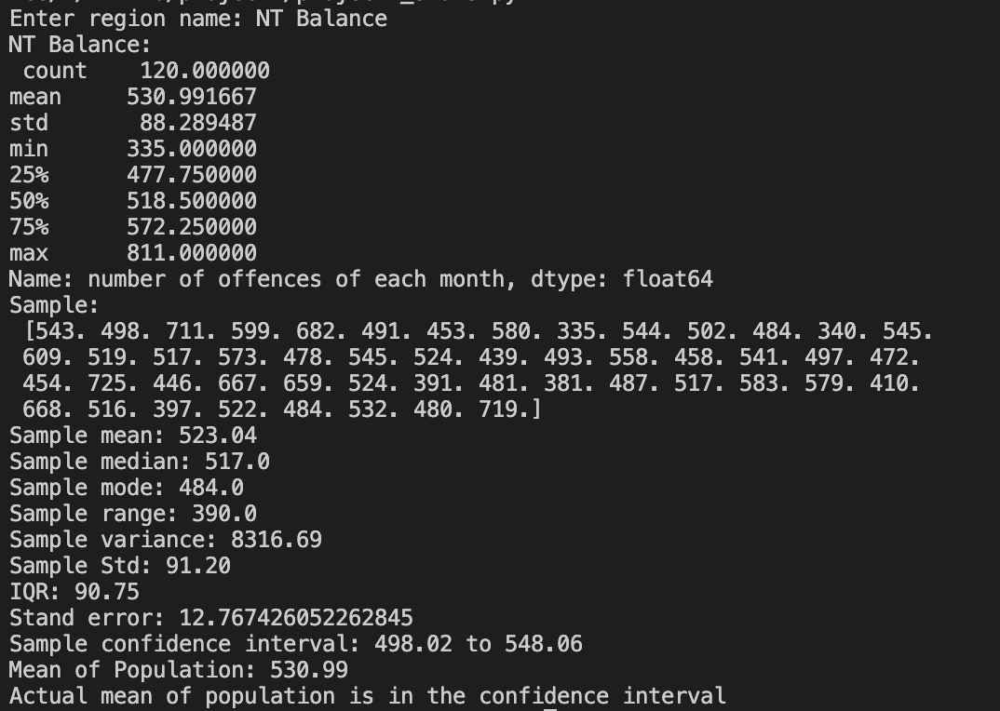 Enter region name: NT Balance
NT Balance:
count 120.000000
mean 530.991667
std 88.289487
min 335.000000
25% 477.750000
50% 518.500000
75% 572.250000
max 811.000000
Name: number of offences of each month, dtype: float64
Sample:
[543. 498. 711. 599. 682. 491. 453. 580. 335. 544. 502. 484. 340. 545.
609. 519. 517. 573. 478. 545. 524. 439. 493. 558. 458. 541. 497. 472.
454. 725. 446. 667. 659. 524. 391. 481. 381. 487. 517. 583. 579. 410.
668. 516. 397. 522. 484. 532. 480. 719.]
Sample mean: 523.04
Sample median: 517.0
Sample mode: 484.0
Sample range: 390.0
Sample variance: 8316.69
Sample Std: 91.20
IQR: 90.75
Stand error: 12.767426052262845
Sample confidence interval: 498.02 to 548.06
Mean of Population: 530.99
Actual mean of population is in the confidence interval